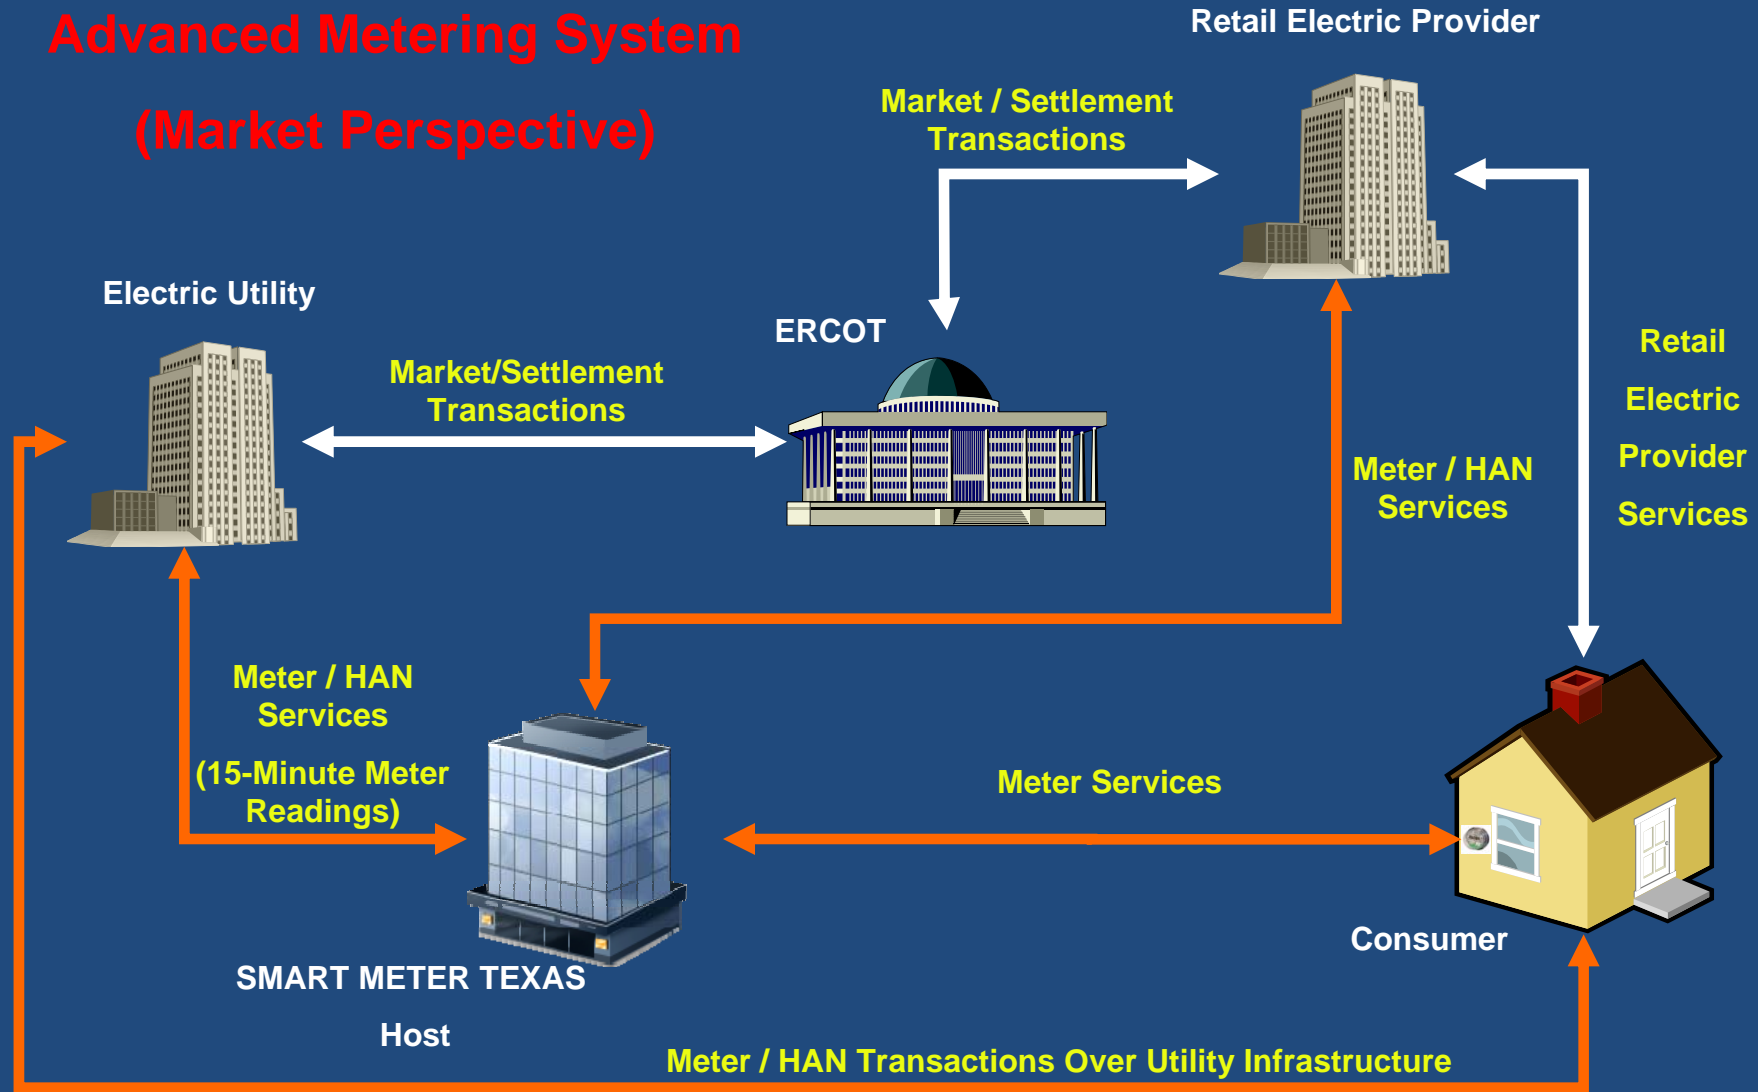 Advanced Metering System
(Market Perspective)
Retail Electric Provider
Market / Settlement
Transactions
Electric Utility
ERCOT
Market/Settlement
Transactions
Retail
Electric
Provider
Services
Meter / HAN
Services
Meter / HAN
Services
(15-Minute Meter
Readings)
Meter Services
Consumer
SMART METER TEXAS
Host
Meter / HAN Transactions Over Utility Infrastructure